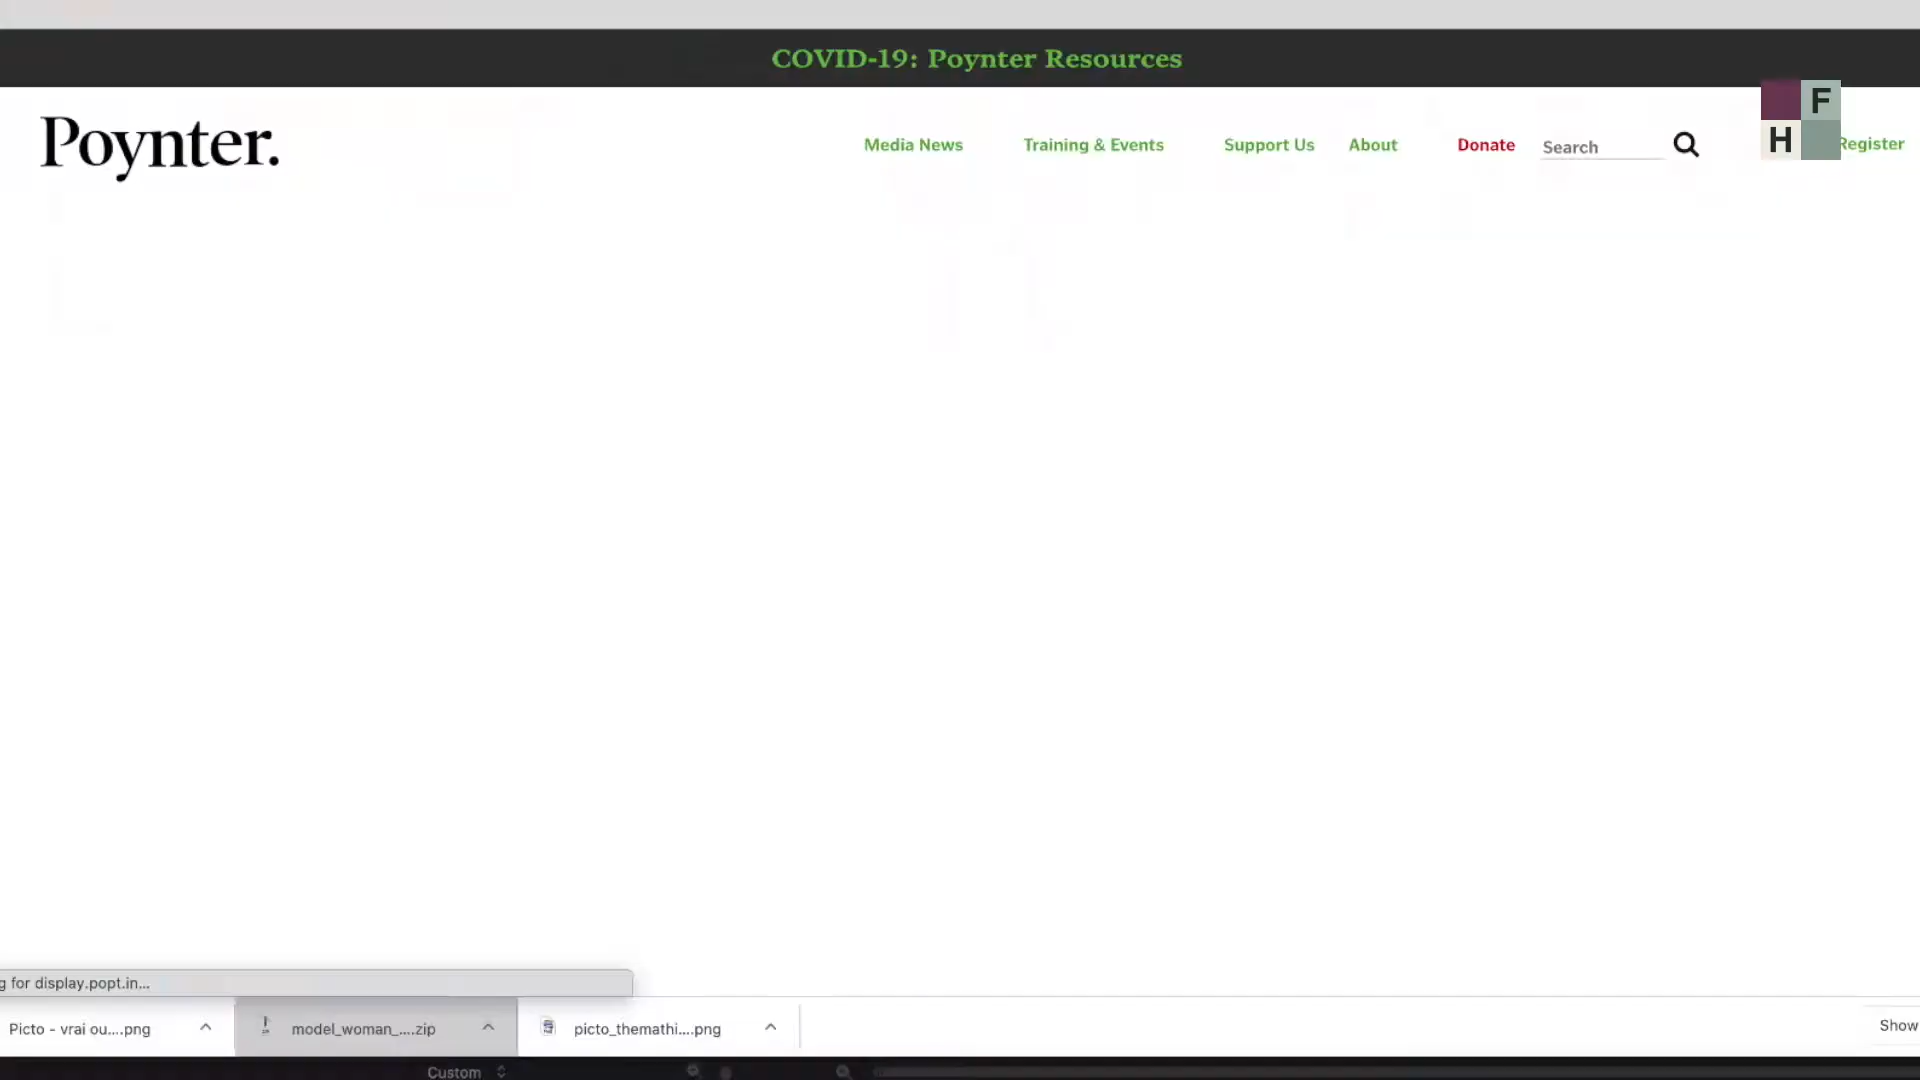 COVID-19: Poynter Resources
Poynter.
Media News
Training & Events
Support Us
About
Donate
Search
F
H
Register
g for display.popt.in...
Picto - vrai ou....png
model_woman_....zip
picto_themathi....png
Show
Custom